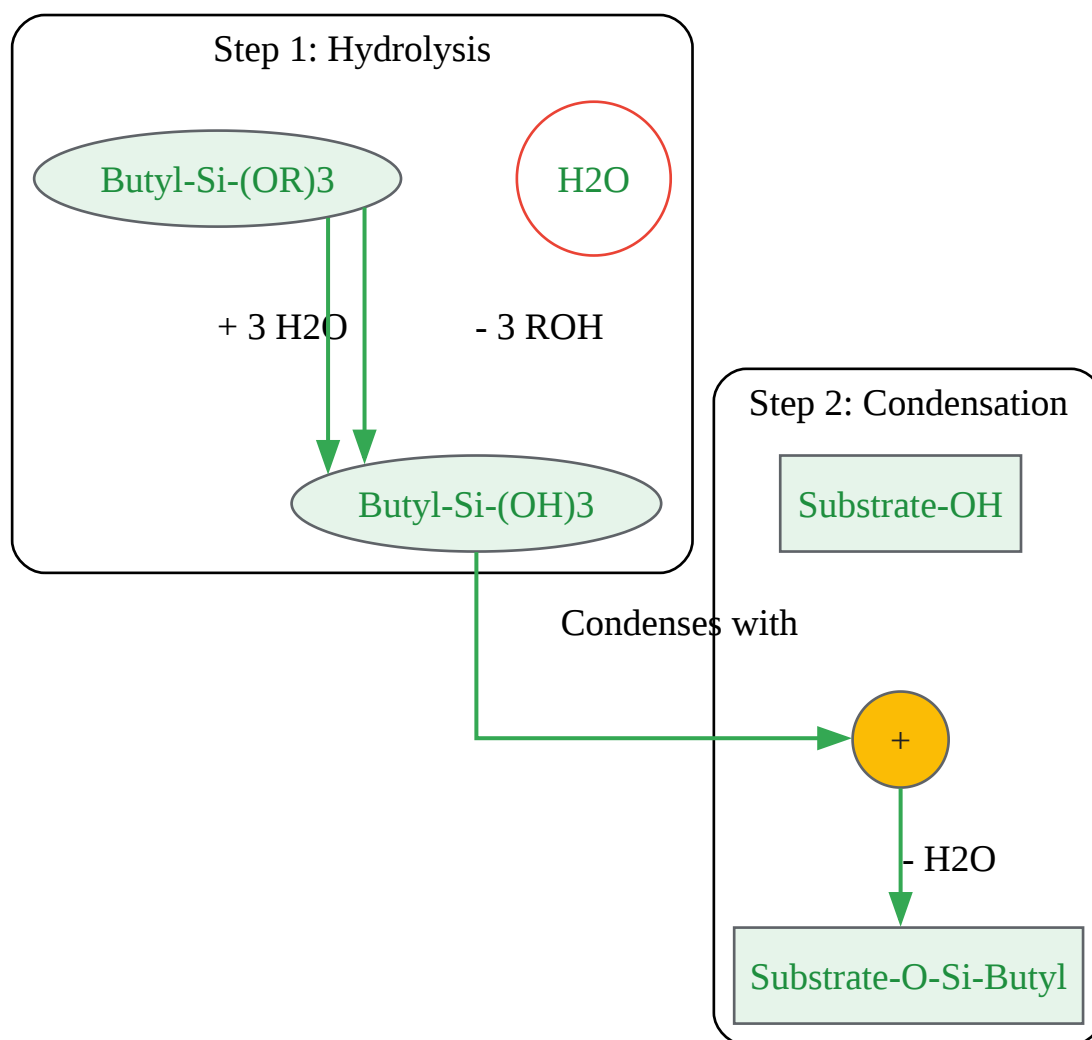 Step 1: Hydrolysis
Butyl-Si-(OR)3
H2O
+ 3 H2O
- 3 ROH
Butyl-Si-(OH)3
Step 2: Condensation
Substrate-OH
Condenses with
+
- H2O
Substrate-O-Si-Butyl